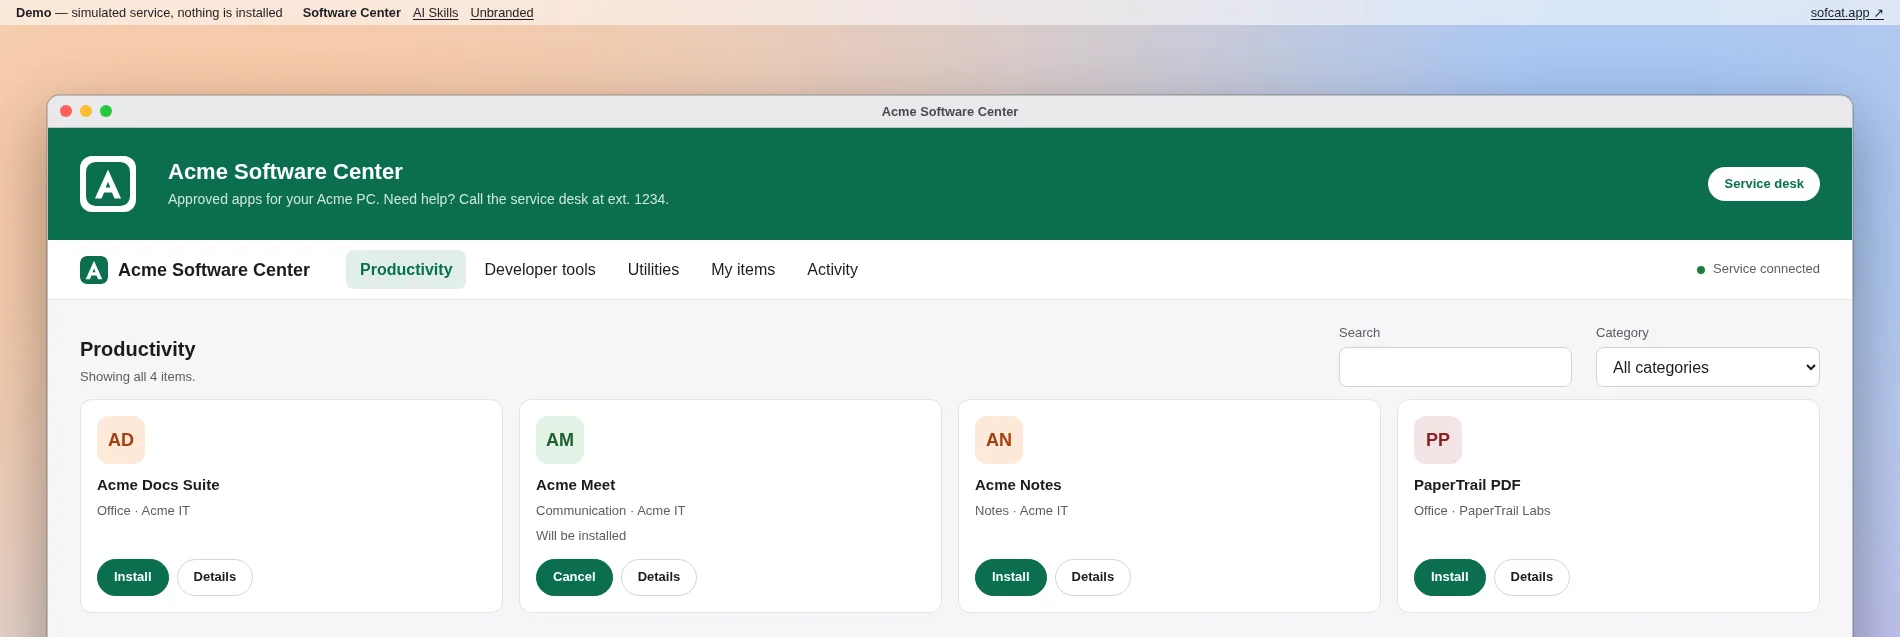 Demo — simulated service, nothing is installed Software Center AI Skills Unbranded sofcat.app ↗
Acme Software Center
A
Acme Software Center
Approved apps for your Acme PC. Need help? Call the service desk at ext. 1234.
Service desk
A Acme Software Center Productivity Developer tools Utilities My items Activity Service connected
Productivity
Showing all 4 items.
Search
Category
All categories
AD
Acme Docs Suite
Office · Acme IT
Install Details
AM
Acme Meet
Communication · Acme IT
Will be installed
Cancel Details
AN
Acme Notes
Notes · Acme IT
Install Details
PP
PaperTrail PDF
Office · PaperTrail Labs
Install Details